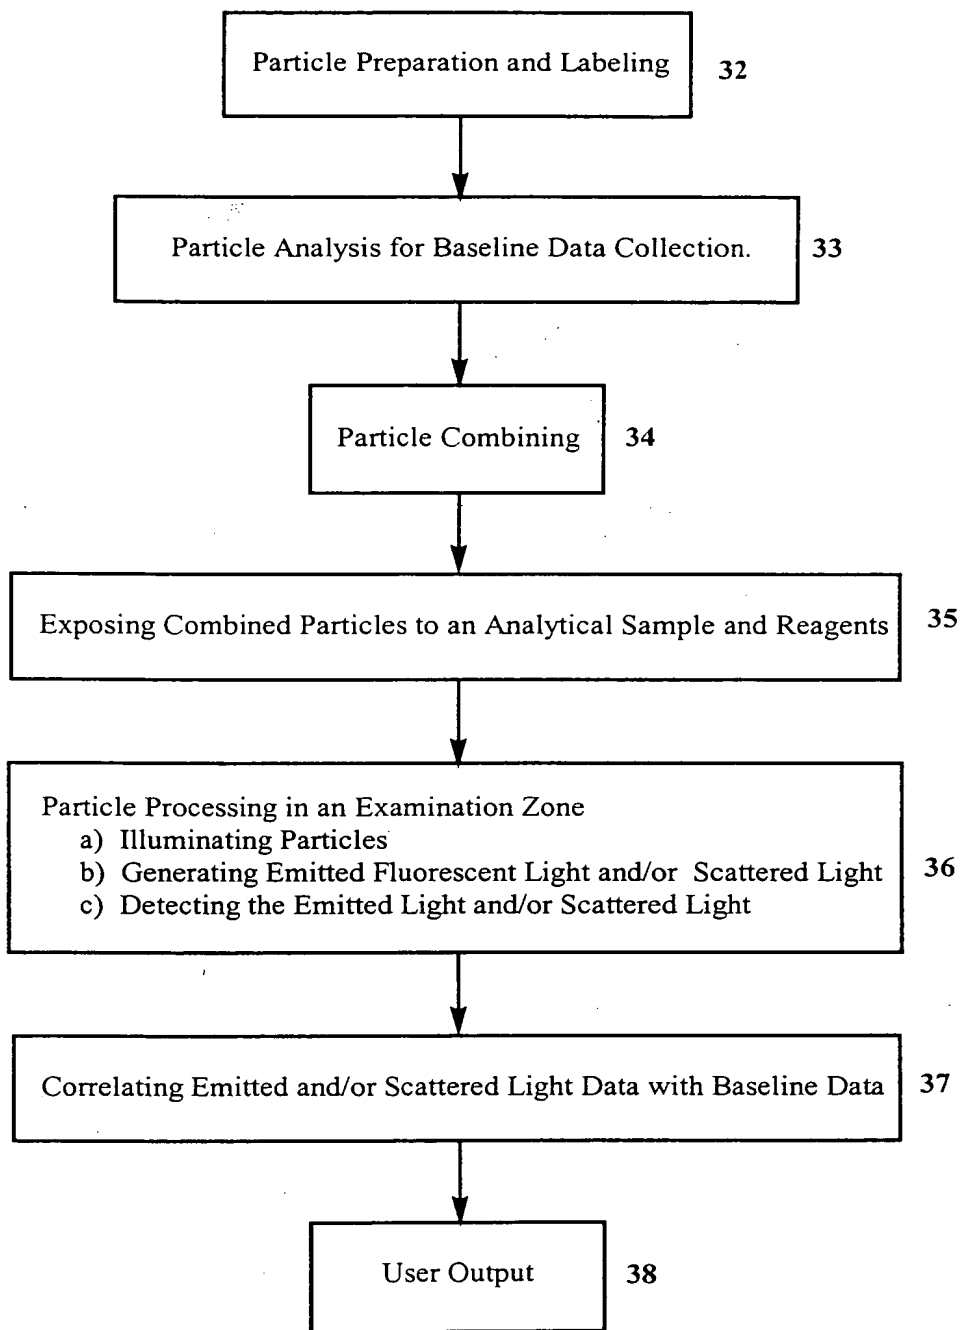 Particle Preparation and Labeling
32
Particle Analysis for Baseline Data Collection.
33
Particle Combining
34
Exposing Combined Particles to an Analytical Sample and Reagents
35
Particle Processing in an Examination Zone
a) Illuminating Particles
b) Generating Emitted Fluorescent Light and/or Scattered Light
c) Detecting the Emitted Light and/or Scattered Light
36
Correlating Emitted and/or Scattered Light Data with Baseline Data
37
User Output
38